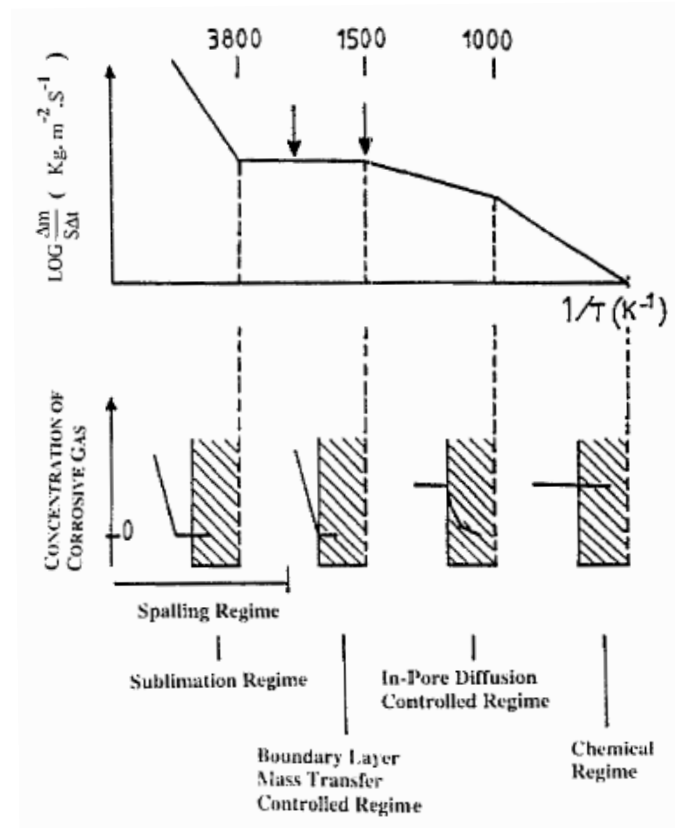 3800 1500 1000
LOG Δm/SΔt ( Kg. m⁻².S⁻¹ )
1/T (K⁻¹)
CONCENTRATION OF
CORROSIVE GAS
0
Spalling Regime
Sublimation Regime
In-Pore Diffusion
Controlled Regime
Boundary Layer
Mass Transfer
Controlled Regime
Chemical
Regime